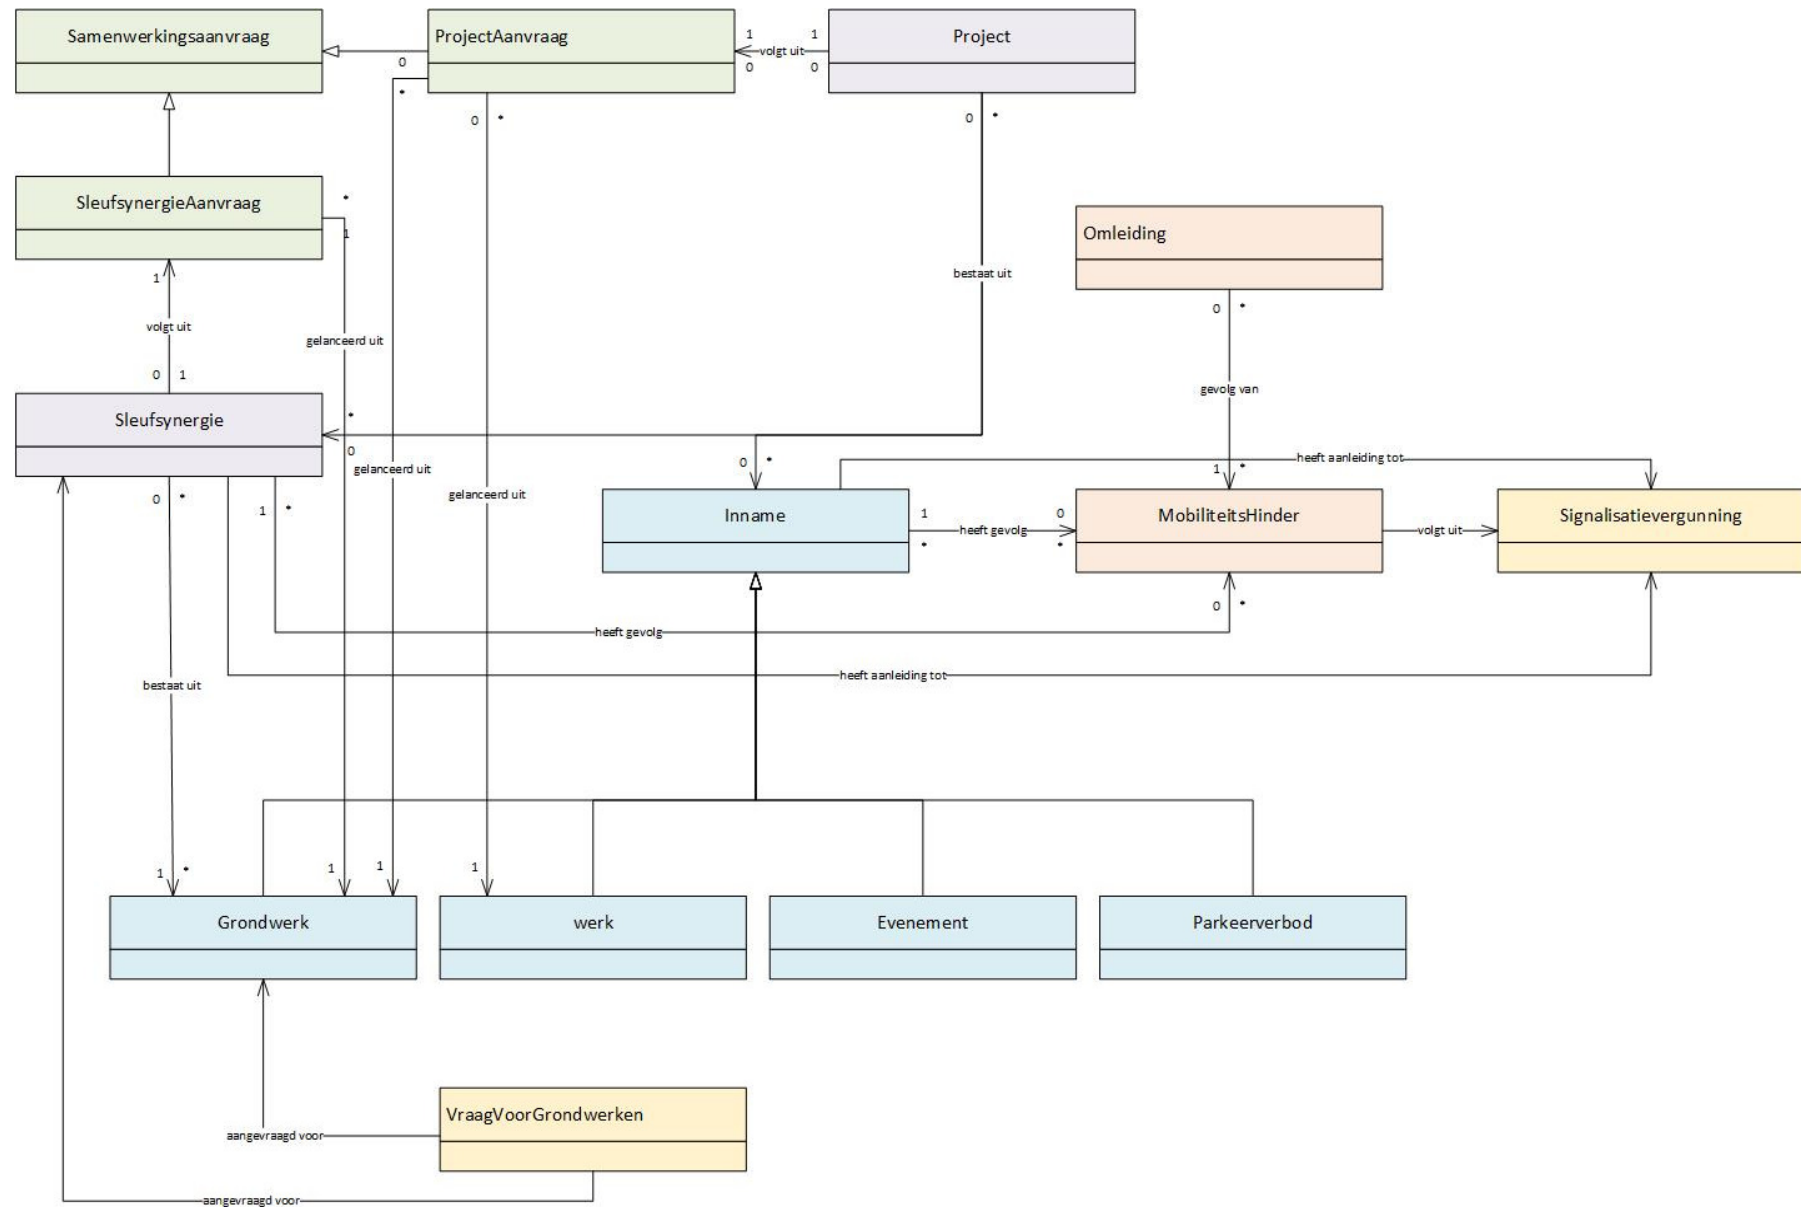 Samenwerkingsaanvraag
ProjectAanvraag
Project
0
*
1
0
volgt uit
1
0
0 *
0 *
SleufsynergieAanvraag
*
1
Omleiding
bestaat uit
1
0 *
volgt uit
gelanceerd uit
0 1
gevolg van
Sleufsynergie
*
0
gelanceerd uit
gelanceerd uit
0 *
1 *
heeft aanleiding tot
0 *
1 *
Inname
MobiliteitsHinder
Signalisatievergunning
1
*
heeft gevolg
0
*
volgt uit
0 *
heeft gevolg
heeft aanleiding tot
bestaat uit
1 *
1
1
1
Grondwerk
werk
Evenement
Parkeerverbod
VraagVoorGrondwerken
aangevraagd voor
aangevraagd voor